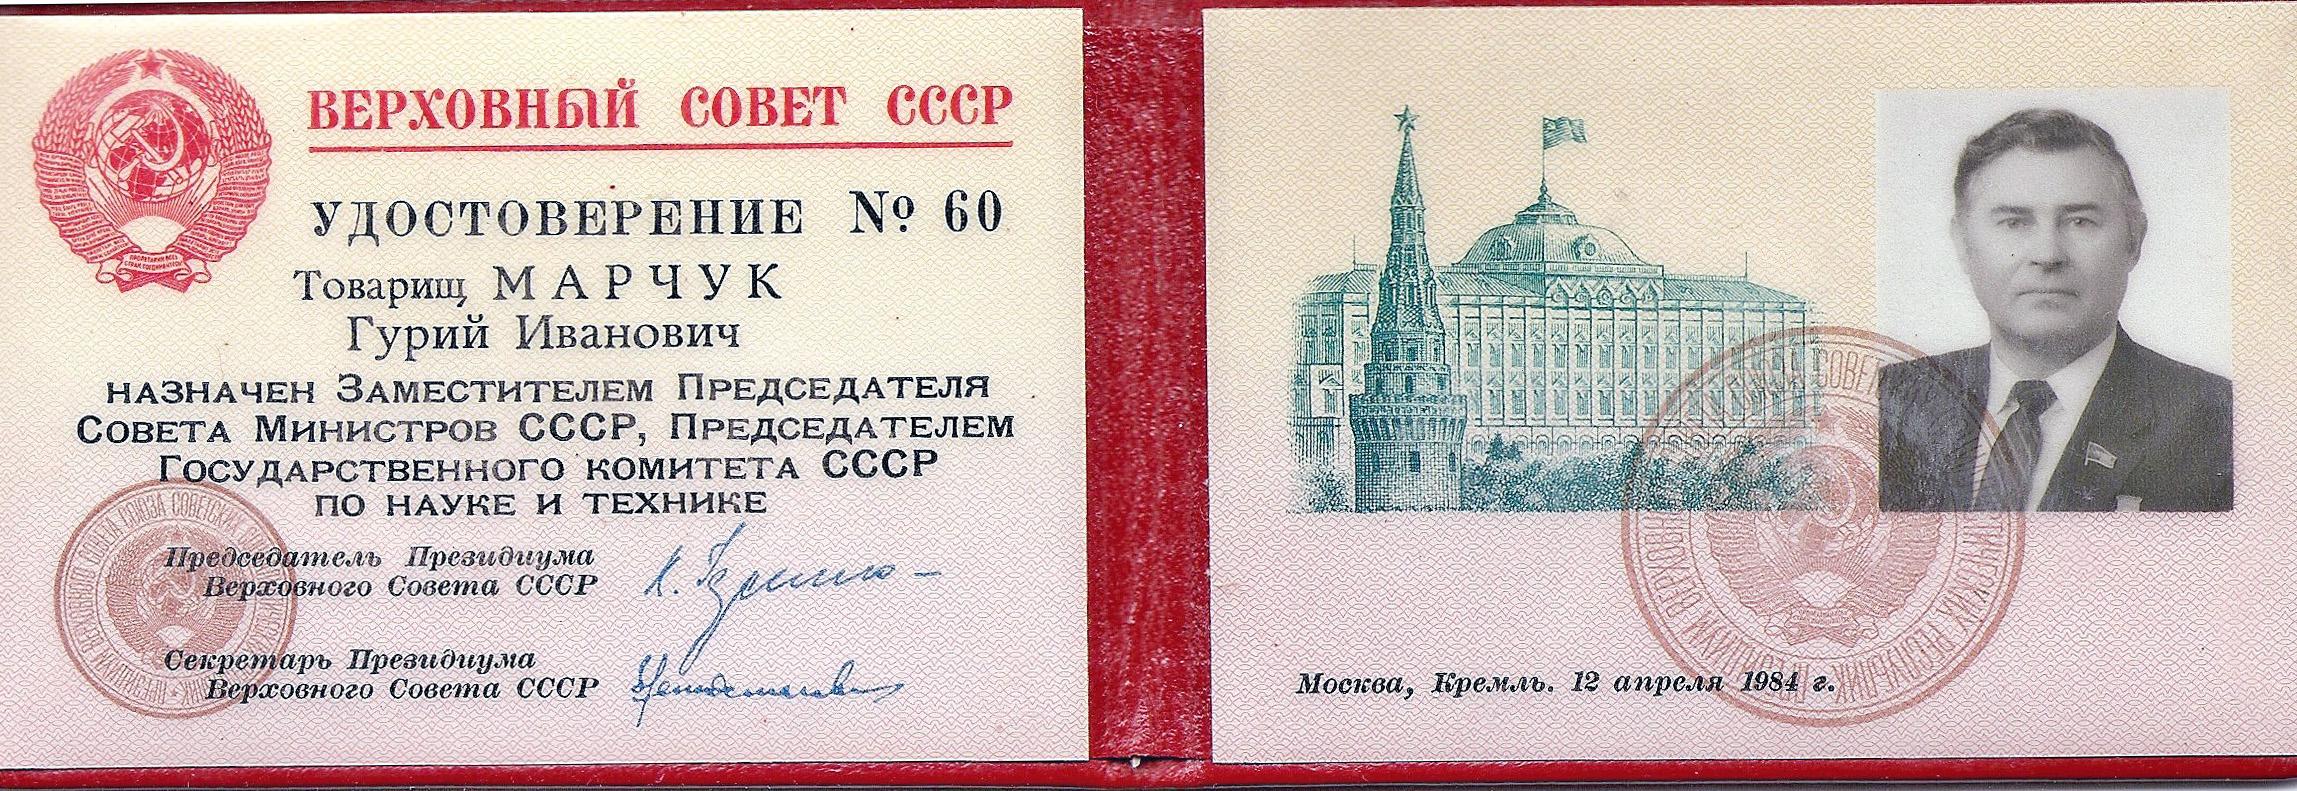 ВЕРХОВНЫЙ СОВЕТ СССР
УДОСТОВЕРЕНИЕ № 60
Товарищ МАРЧУК
Гурий Иванович
НАЗНАЧЕН ЗАМЕСТИТЕЛЕМ ПРЕДСЕДАТЕЛЯ
СОВЕТА МИНИСТРОВ СССР, ПРЕДСЕДАТЕЛЕМ
ГОСУДАРСТВЕННОГО КОМИТЕТА СССР
ПО НАУКЕ И ТЕХНИКЕ
Председатель Президиума
Верховного Совета СССР
Секретарь Президиума
Верховного Совета СССР
Москва, Кремль. 12 апреля 1984 г.